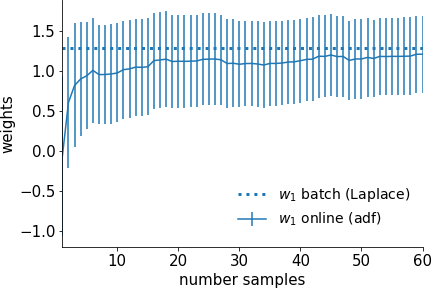 1.5
1.0
0.5
0.0
−0.5
−1.0
weights
w₁ batch (Laplace)
w₁ online (adf)
10 20 30 40 50 60
number samples